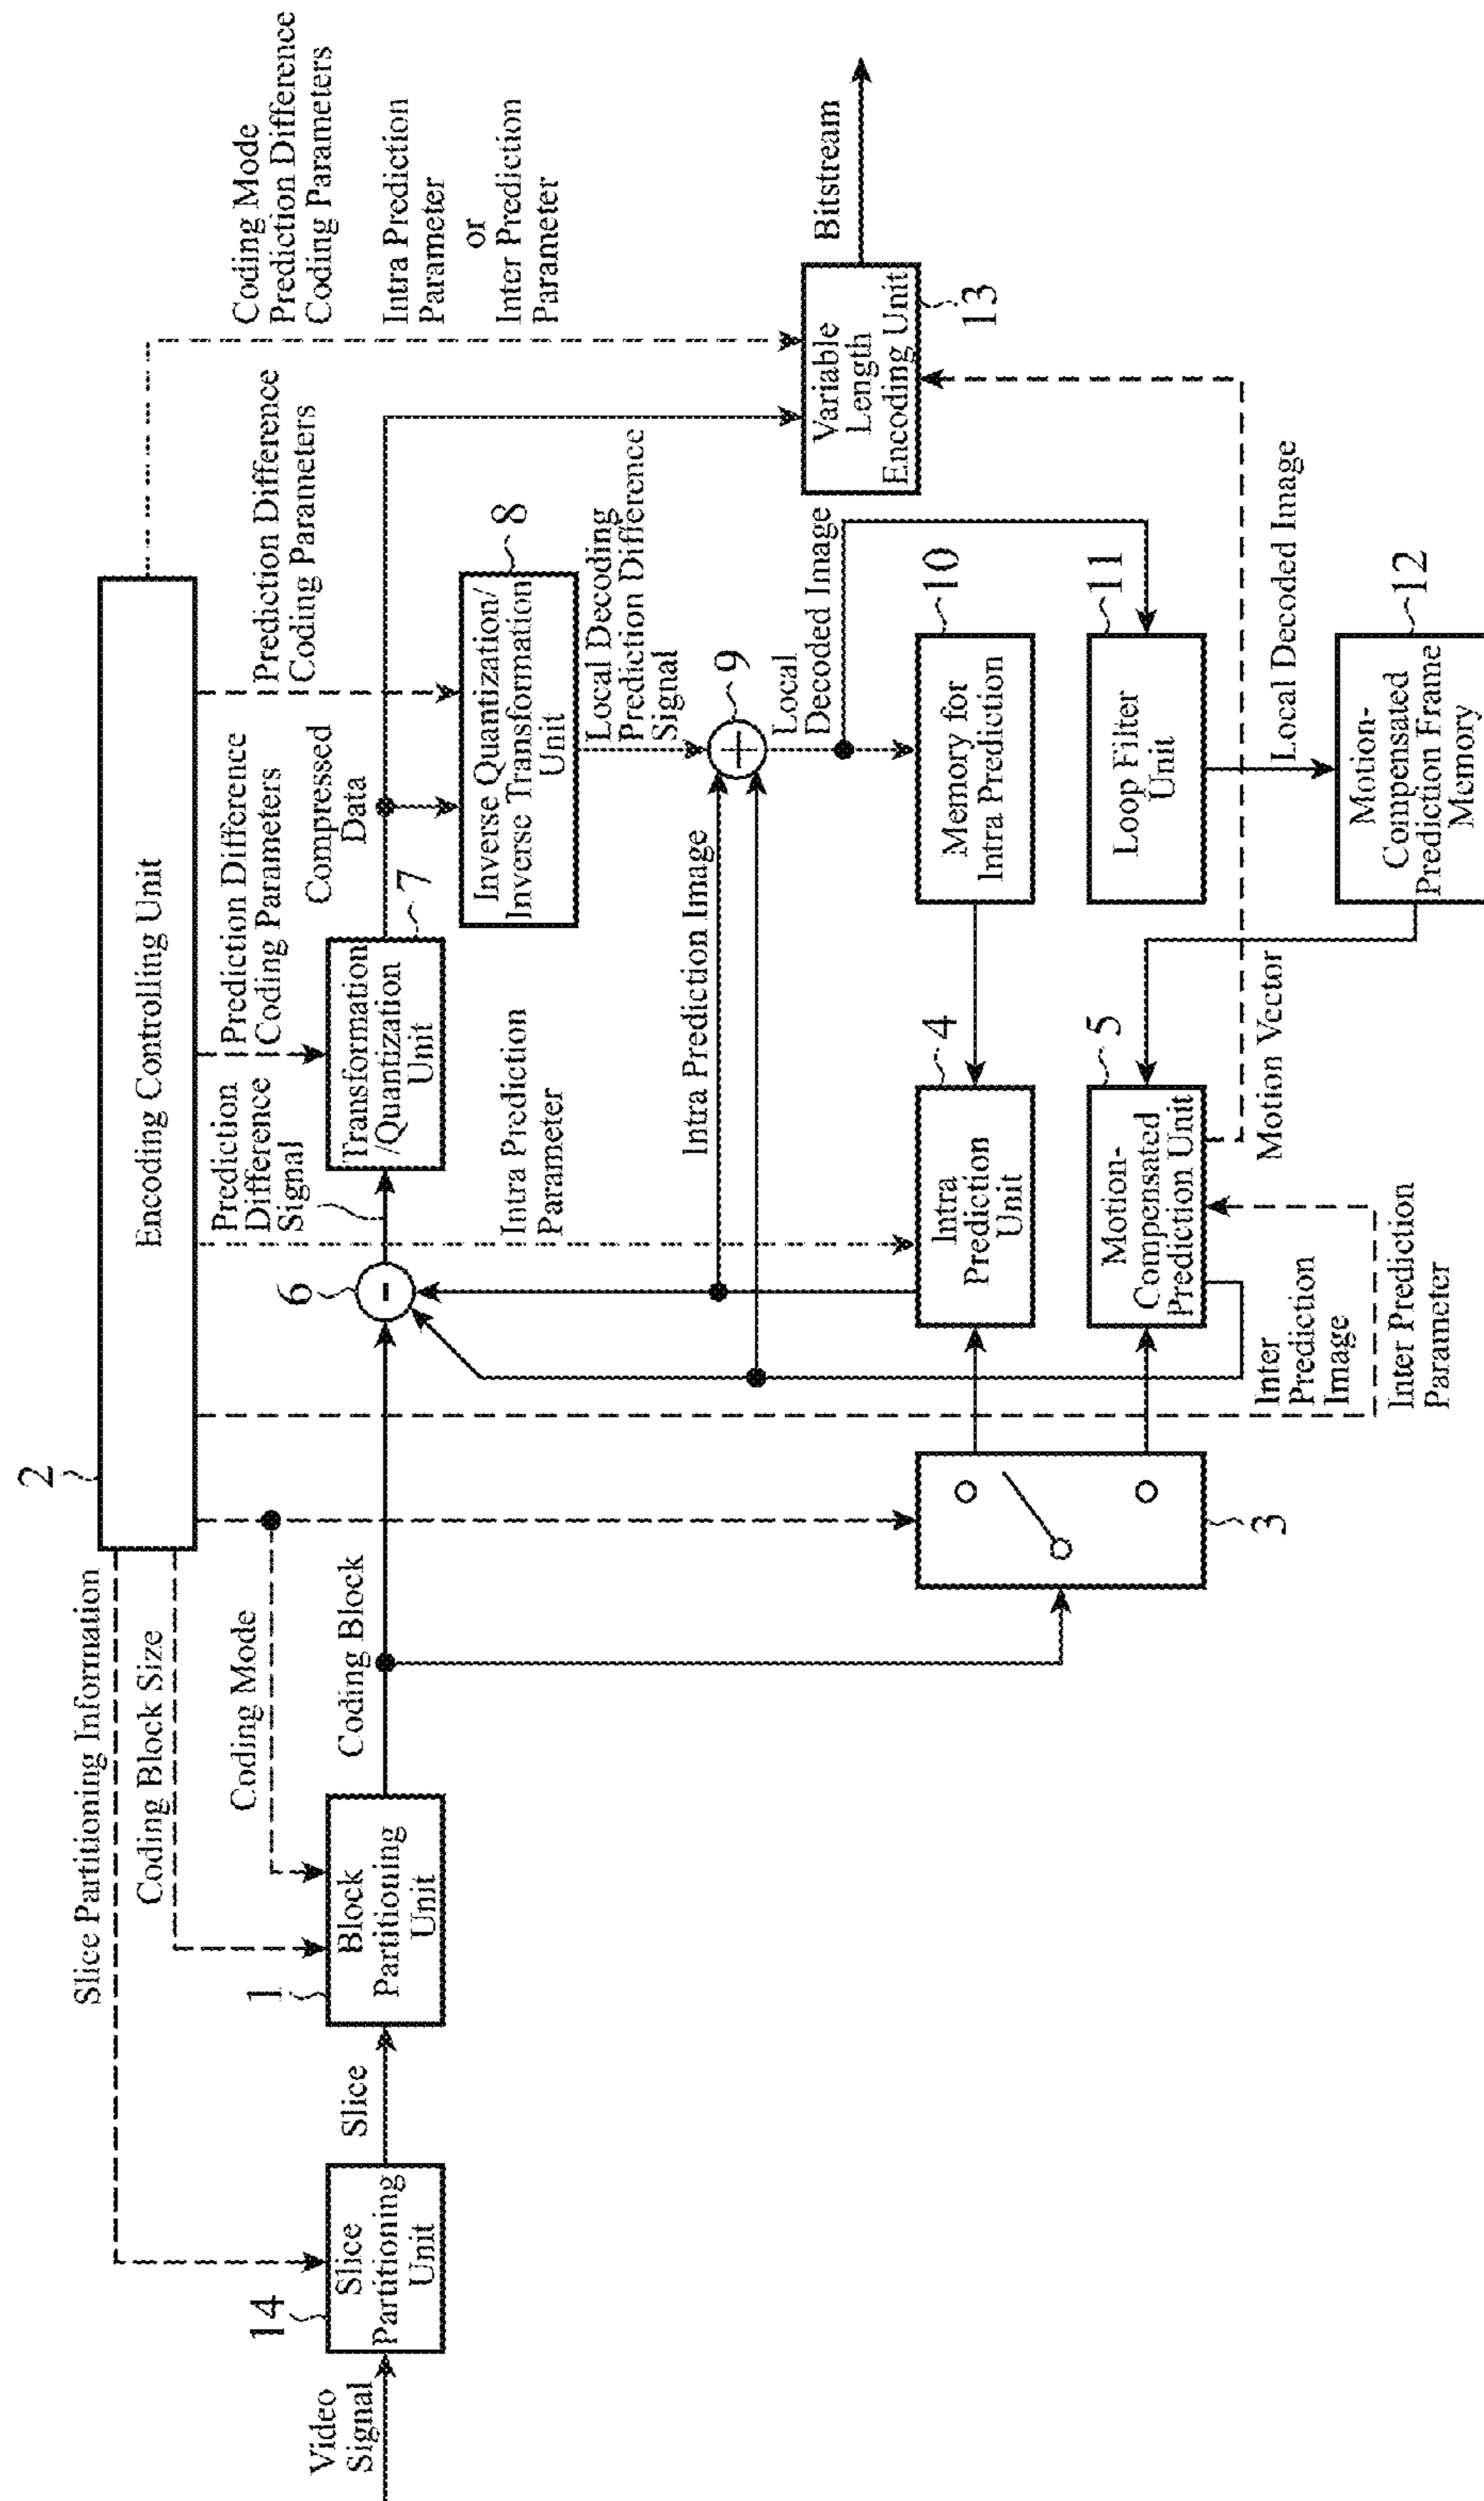 2
Encoding Controlling Unit
Slice Partitioning Information
Coding Block Size
Coding Mode
Prediction
Difference
Signal
Prediction Difference
Coding Parameters
Compressed
Data
Prediction Difference
Coding Parameters
Coding Mode
Prediction Difference
Coding Parameters
Intra Prediction
Parameter
or
Inter Prediction
Parameter
Video
Signal
14
Slice
Partitioning
Unit
Slice
1
Block
Partitioning
Unit
Coding Block
6
-
Transformation
/Quantization
Unit
7
Intra Prediction
Parameter
Inverse Quantization/
Inverse Transformation
Unit
8
Local Decoding
Prediction Difference
Signal
Intra Prediction Image
+
9
Local
Decoded Image
Variable
Length
Encoding Unit
13
Bitstream
3
Intra
Prediction
Unit
4
Memory for
Intra Prediction
10
Motion-
Compensated
Prediction Unit
5
Loop Filter
Unit
11
Inter
Prediction
Image
Motion Vector
Local Decoded Image
Inter Prediction
Parameter
Motion-
Compensated
Prediction Frame
Memory
12